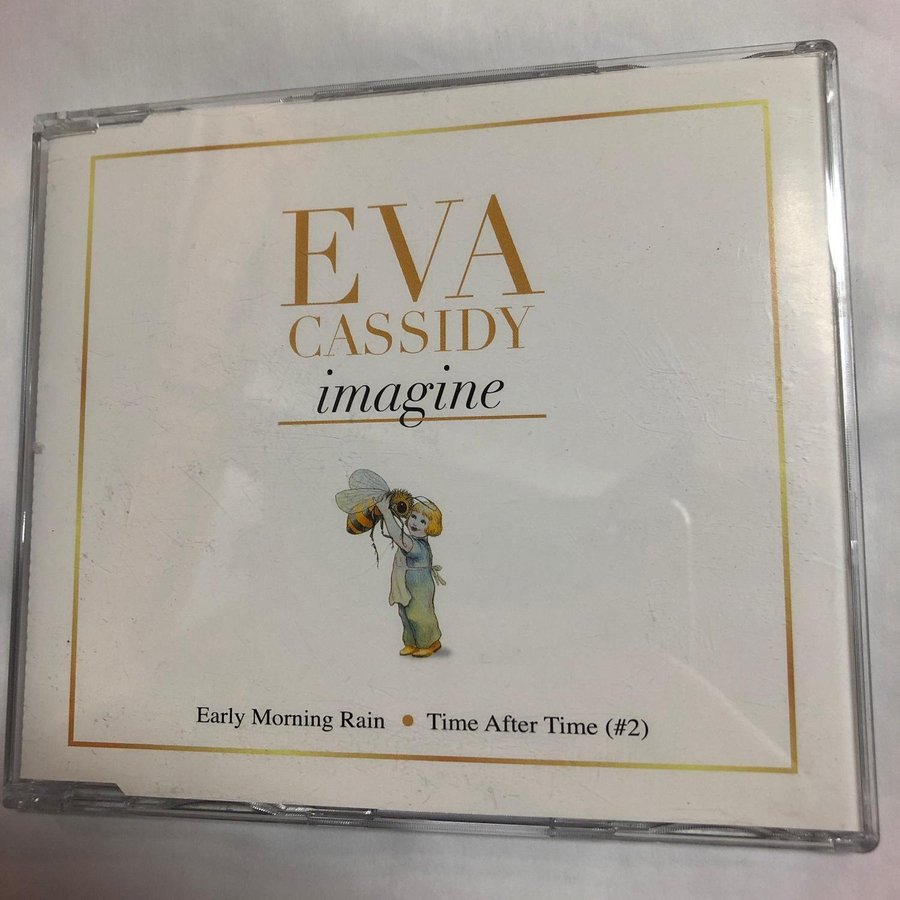 EVA
CASSIDY
imagine
Early Morning Rain • Time After Time (#2)